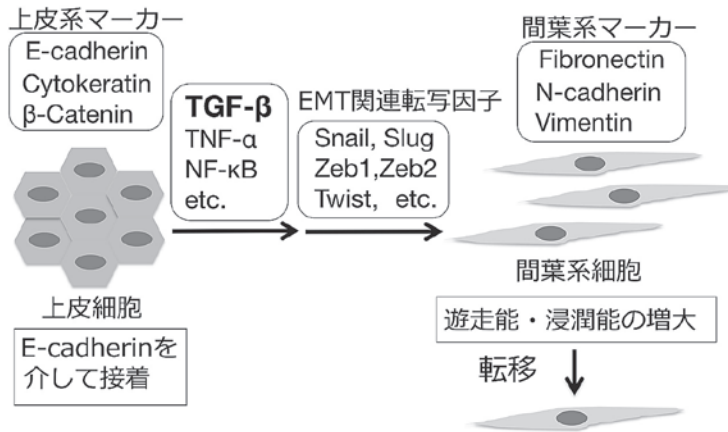 上皮系マーカー
E-cadherin
Cytokeratin
β-Catenin
TGF-β
TNF-α
NF-κB
etc.
EMT関連転写因子
Snail, Slug
Zeb1,Zeb2
Twist, etc.
間葉系マーカー
Fibronectin
N-cadherin
Vimentin
上皮細胞
E-cadherinを
介して接着
間葉系細胞
遊走能・浸潤能の増大
転移